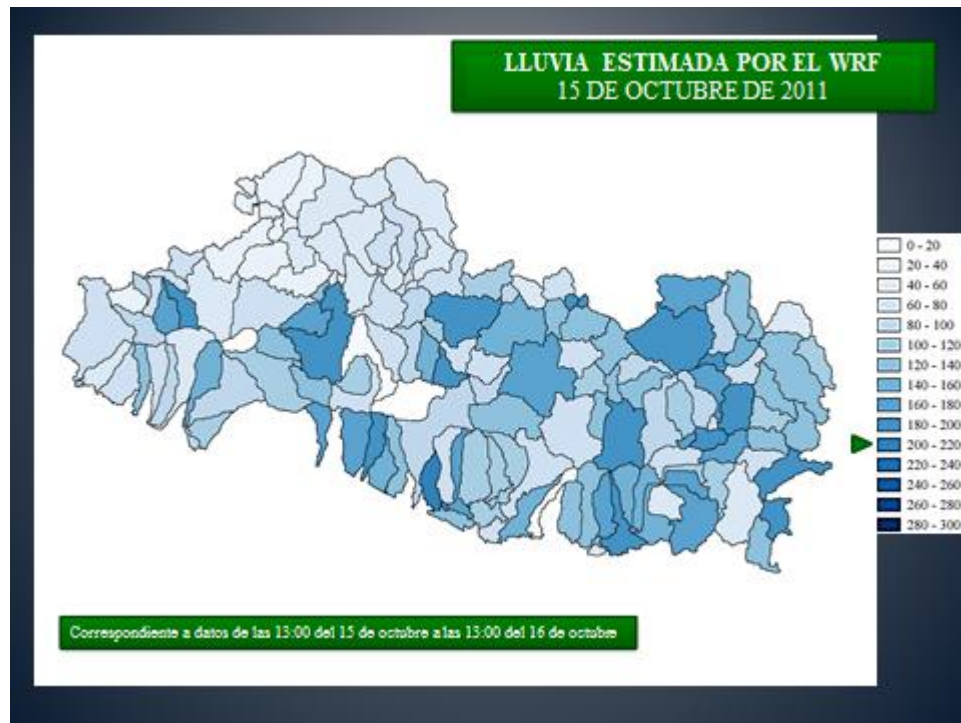 LLUVIA ESTIMADA POR EL WRF
15 DE OCTUBRE DE 2011
0 - 20
20 - 40
40 - 60
60 - 80
80 - 100
100 - 120
120 - 140
140 - 160
160 - 180
180 - 200
200 - 220
220 - 240
240 - 260
260 - 280
280 - 300
Correspondiente a datos de las 13:00 del 15 de octubre a las 13:00 del 16 de octubre